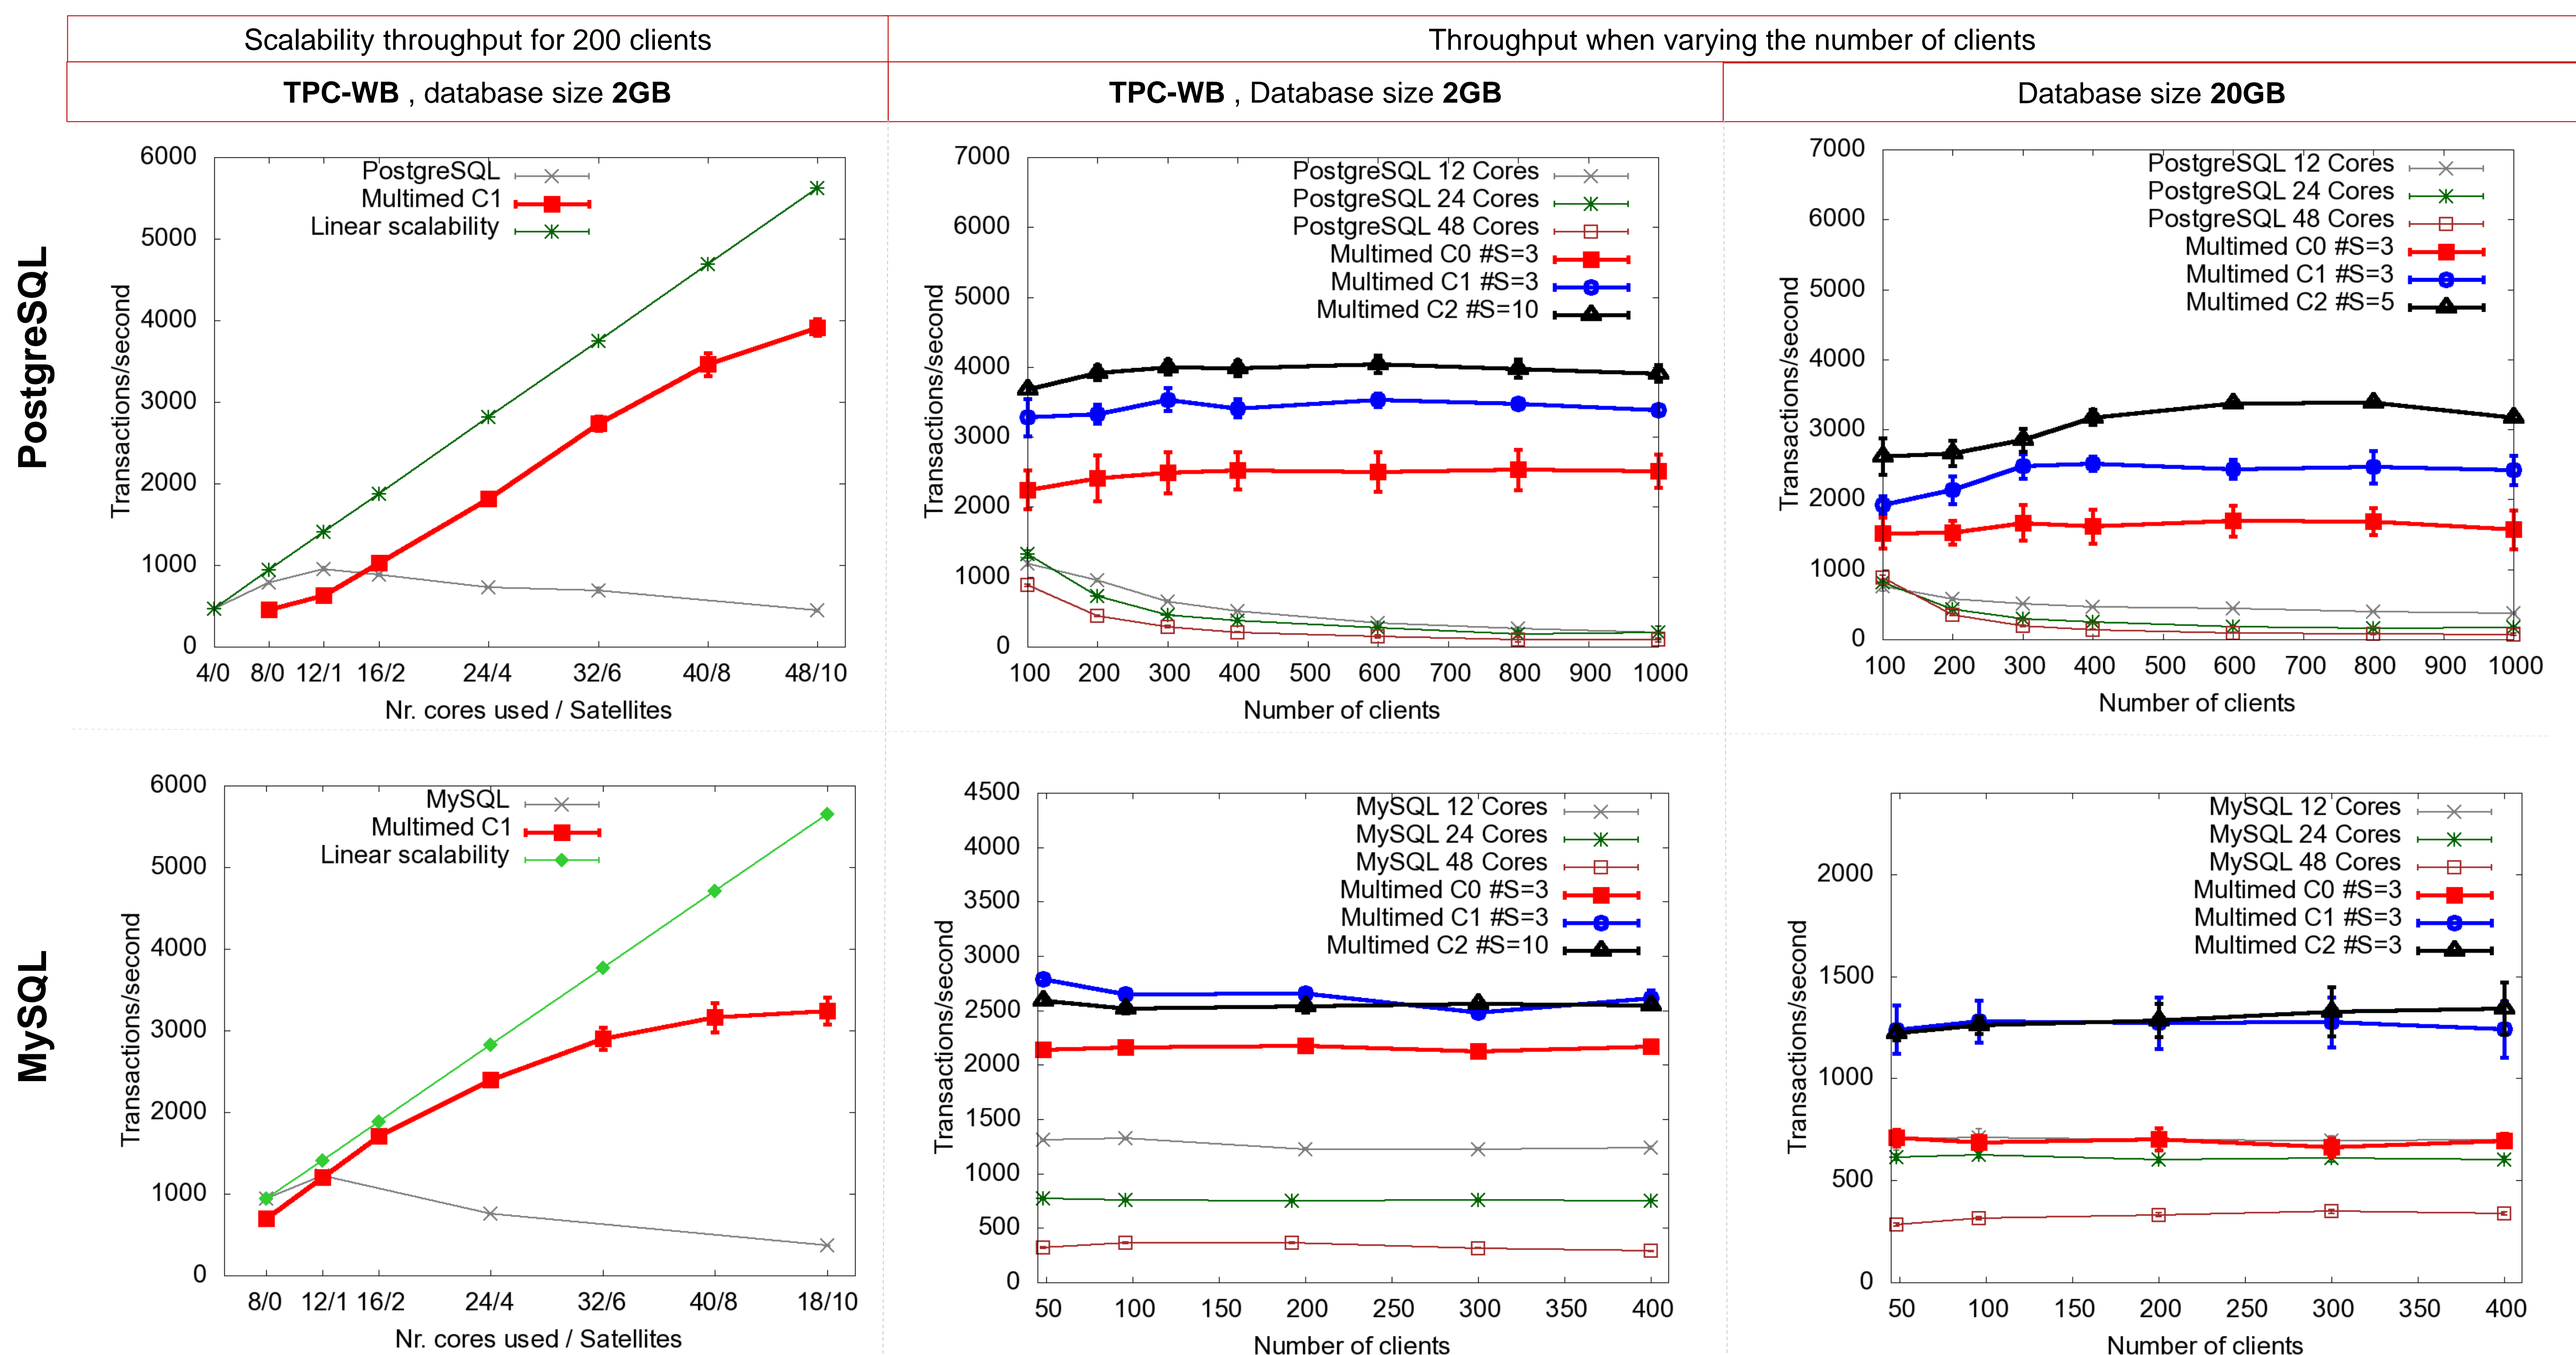 Scalability throughput for 200 clients
Throughput when varying the number of clients
TPC-WB , database size 2GB
TPC-WB , Database size 2GB
Database size 20GB
PostgreSQL
6000
5000
4000
3000
2000
1000
0
Transactions/second
PostgreSQL
Multimed C1
Linear scalability
4/0 8/0 12/1 16/2 24/4 32/6 40/8 48/10
Nr. cores used / Satellites
7000
6000
5000
4000
3000
2000
1000
0
Transactions/second
PostgreSQL 12 Cores
PostgreSQL 24 Cores
PostgreSQL 48 Cores
Multimed C0 #S=3
Multimed C1 #S=3
Multimed C2 #S=10
100 200 300 400 500 600 700 800 900 1000
Number of clients
7000
6000
5000
4000
3000
2000
1000
0
Transactions/second
PostgreSQL 12 Cores
PostgreSQL 24 Cores
PostgreSQL 48 Cores
Multimed C0 #S=3
Multimed C1 #S=3
Multimed C2 #S=5
100 200 300 400 500 600 700 800 900 1000
Number of clients
MySQL
6000
5000
4000
3000
2000
1000
0
Transactions/second
MySQL
Multimed C1
Linear scalability
8/0 12/1 16/2 24/4 32/6 40/8 18/10
Nr. cores used / Satellites
4500
4000
3500
3000
2500
2000
1500
1000
500
0
Transactions/second
MySQL 12 Cores
MySQL 24 Cores
MySQL 48 Cores
Multimed C0 #S=3
Multimed C1 #S=3
Multimed C2 #S=10
50 100 150 200 250 300 350 400
Number of clients
2000
1500
1000
500
0
Transactions/second
MySQL 12 Cores
MySQL 24 Cores
MySQL 48 Cores
Multimed C0 #S=3
Multimed C1 #S=3
Multimed C2 #S=3
50 100 150 200 250 300 350 400
Number of clients